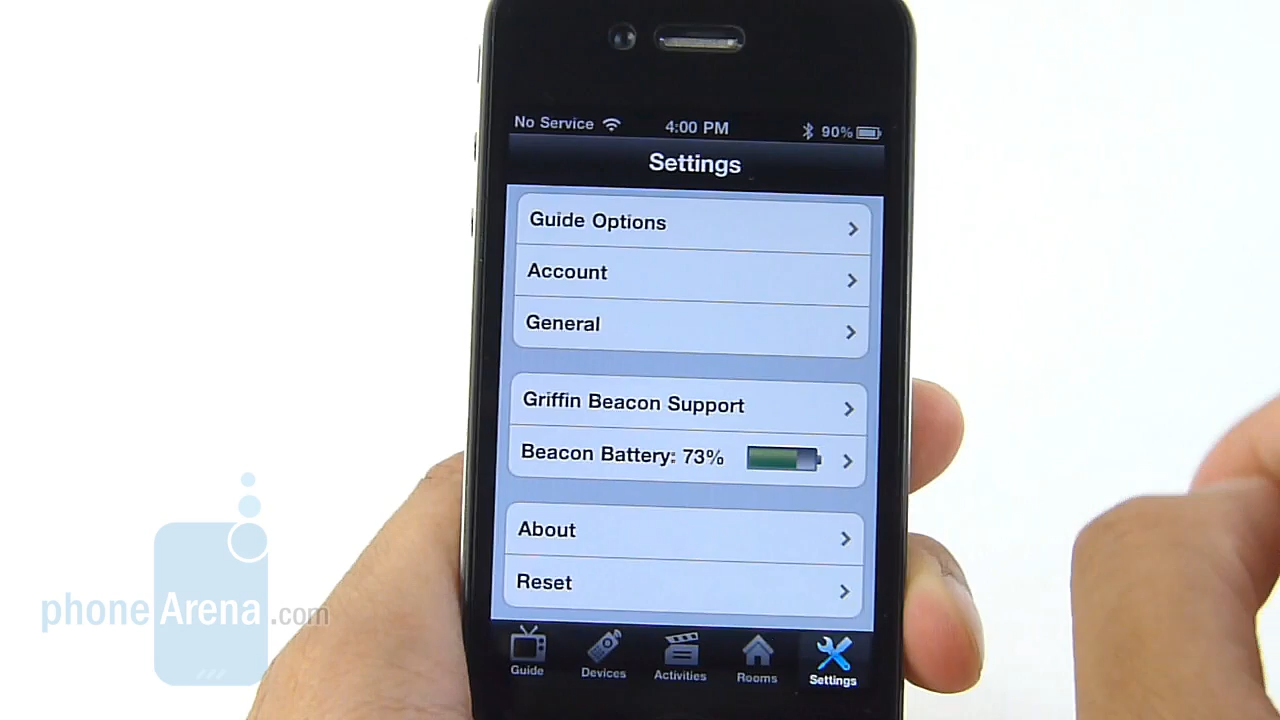 No Service 4:00 PM 90%
Settings
Guide Options
Account
General
Griffin Beacon Support
Beacon Battery: 73%
About
Reset
Guide Devices Activities Rooms Settings
phoneArena.com